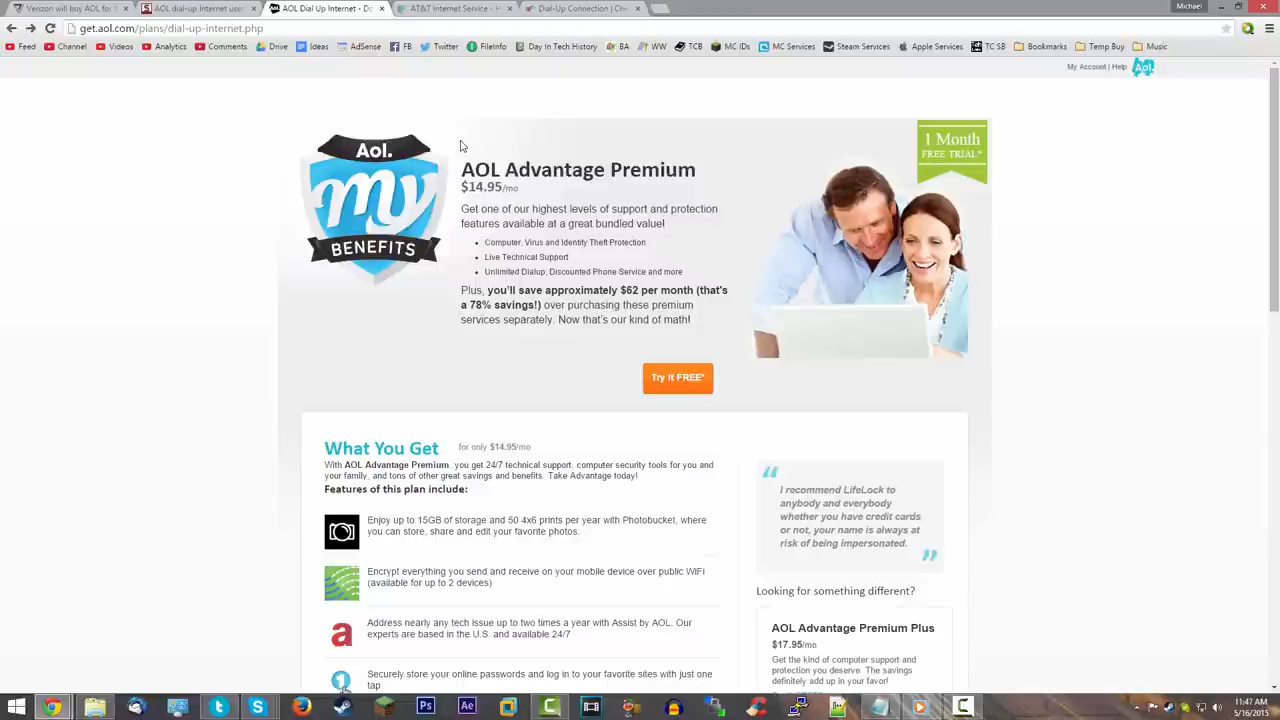 Verizon will buy AOL for
AOL dial-up Internet user
AOL Dial Up Internet - Do
AT&T Internet Service - H
Dial-Up Connection | Che
Michael
get.aol.com/plans/dial-up-internet.php
Feed
Channel
Videos
Analytics
Comments
Drive
Ideas
AdSense
FB
Twitter
FileInfo
Day In Tech History
BA
WW
TCB
MC IDs
MC Services
Steam Services
Apple Services
TC SB
Bookmarks
Temp Buy
Music
My Account | Help
Aol.
Aol.
my
BENEFITS
AOL Advantage Premium
$14.95/mo
Get one of our highest levels of support and protection
features available at a great bundled value!
• Computer, Virus and Identity Theft Protection
• Live Technical Support
• Unlimited Dialup, Discounted Phone Service and more
Plus, you'll save approximately $62 per month (that's
a 78% savings!) over purchasing these premium
services separately. Now that's our kind of math!
1 Month
FREE TRIAL*
Try It FREE*
What You Get
for only $14.95/mo
With AOL Advantage Premium, you get 24/7 technical support, computer security tools for you and
your family, and tons of other great savings and benefits. Take Advantage today!
Features of this plan include:
Enjoy up to 15GB of storage and 50 4x6 prints per year with Photobucket, where
you can store, share and edit your favorite photos.
Encrypt everything you send and receive on your mobile device over public WiFi
(available for up to 2 devices)
a
Address nearly any tech issue up to two times a year with Assist by AOL. Our
experts are based in the U.S. and available 24/7
Securely store your online passwords and log in to your favorite sites with just one
tap
“
I recommend LifeLock to
anybody and everybody
whether you have credit cards
or not, your name is always at
risk of being impersonated.
”
Looking for something different?
AOL Advantage Premium Plus
$17.95/mo
Get the kind of computer support and
protection you deserve. The savings
definitely add up in your favor!
Ps
Ae
11:47 AM
5/16/2015